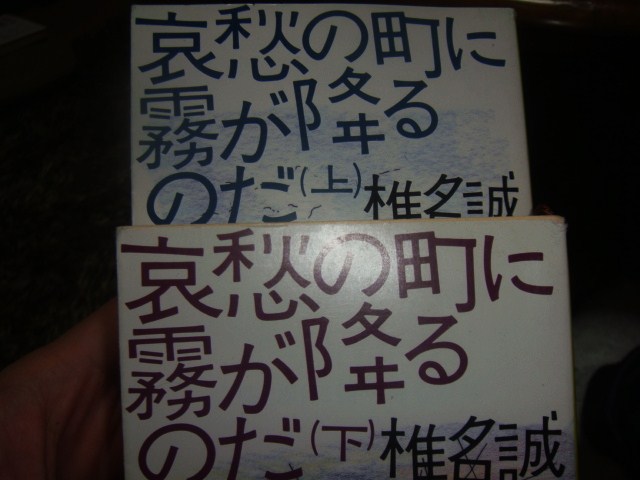 哀愁の町に
霧が降る
のだ(上) 椎名誠
哀愁の町に
霧が降る
のだ(下) 椎名誠